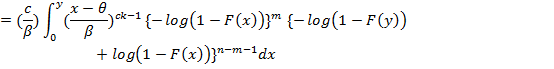 = (c/β) ∫₀^y ((x − θ)/β)^{ck−1} {−log(1 − F(x))}^m {−log(1 − F(y))
+ log(1 − F(x))}^{n−m−1} dx